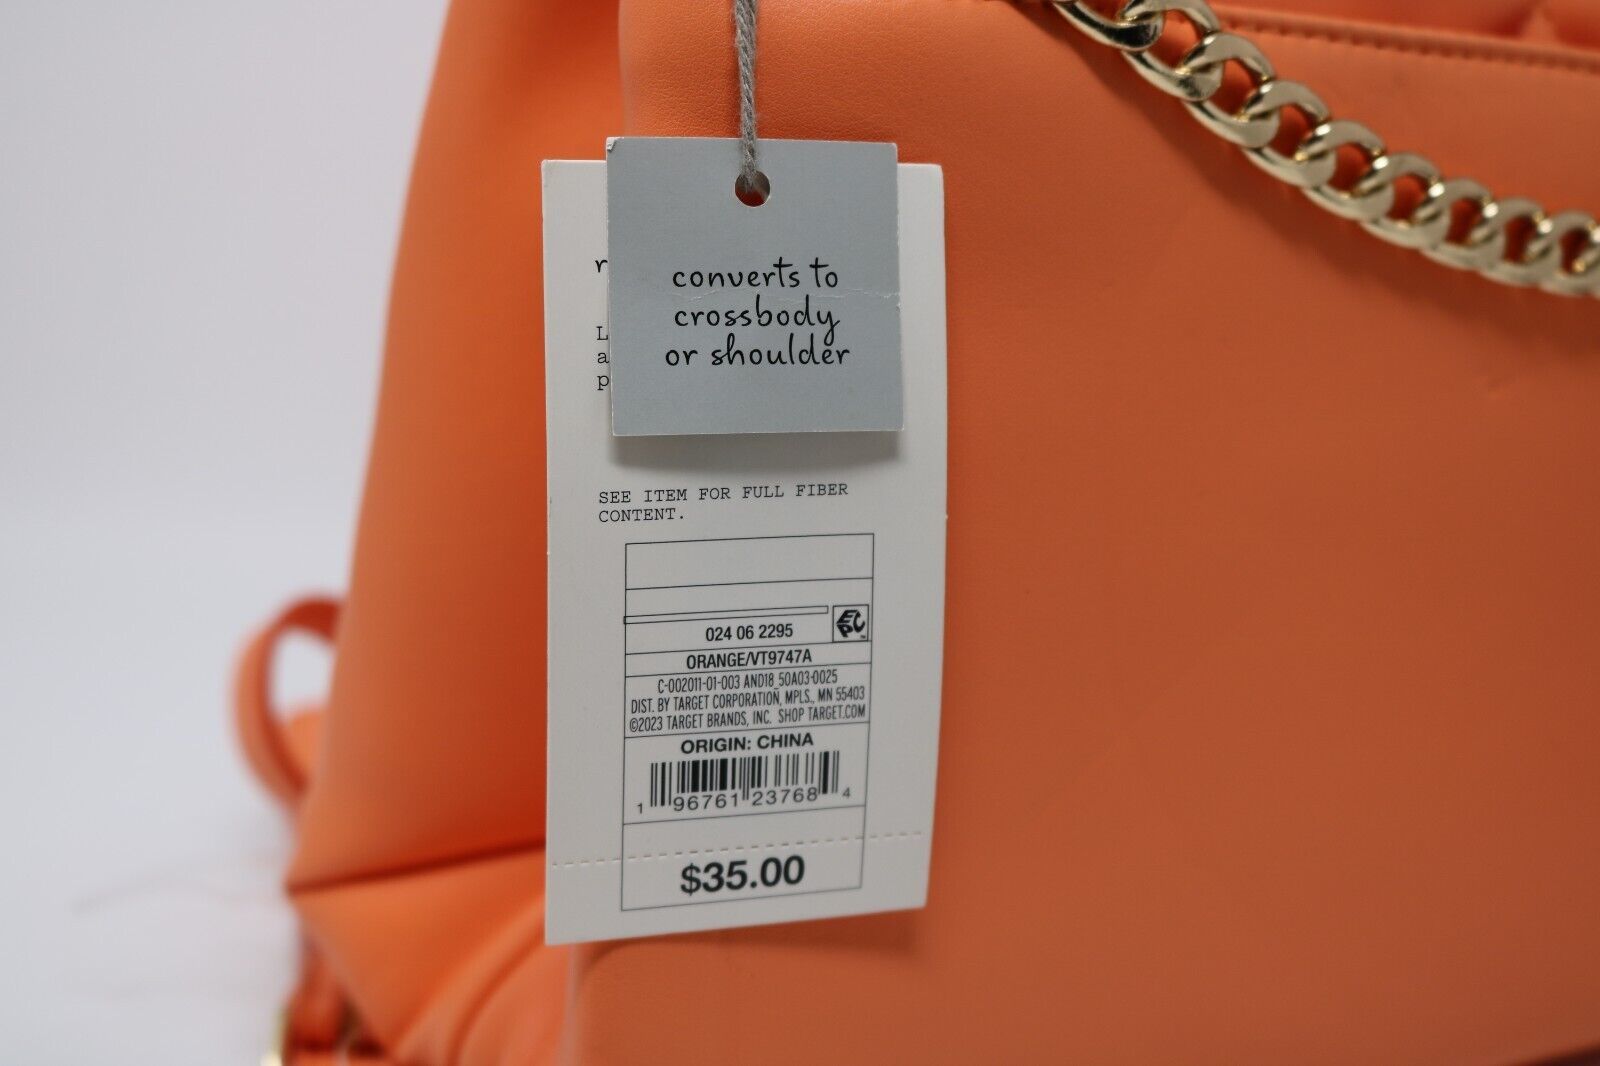 converts to
crossbody
or shoulder
SEE ITEM FOR FULL FIBER
CONTENT.
024 06 2295
EPC
ORANGE/VT9747A
C-002011-01-003 AND18_50A03-0025
DIST. BY TARGET CORPORATION, MPLS., MN 55403
©2023 TARGET BRANDS, INC. SHOP TARGET.COM
ORIGIN: CHINA
1 96761 23768 4
$35.00